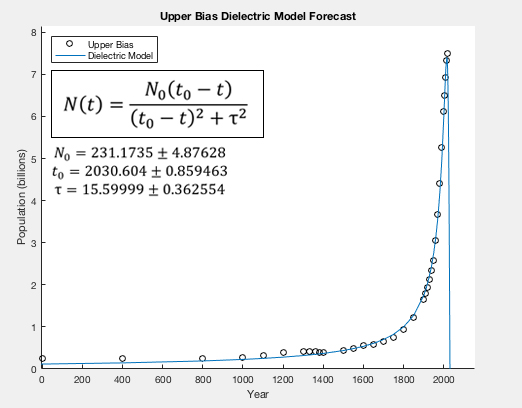 Upper Bias Dielectric Model Forecast
8
7
6
5
4
3
2
1
0
Population (billions)
Upper Bias
Dielectric Model
N(t) = N₀(t₀ − t) / (t₀ − t)² + τ²
N₀ = 231.1735 ± 4.87628
t₀ = 2030.604 ± 0.859463
τ = 15.59999 ± 0.362554
0 200 400 600 800 1000 1200 1400 1600 1800 2000
Year